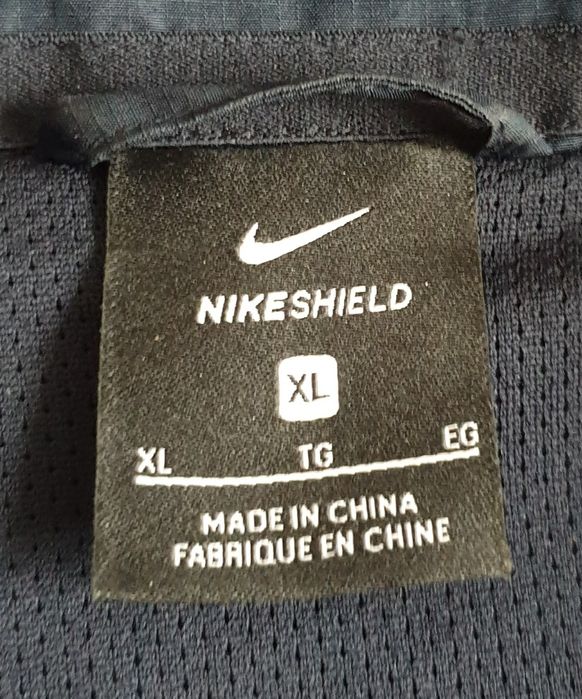 NIKESHIELD
XL
XL TG EG
MADE IN CHINA
FABRIQUE EN CHINE